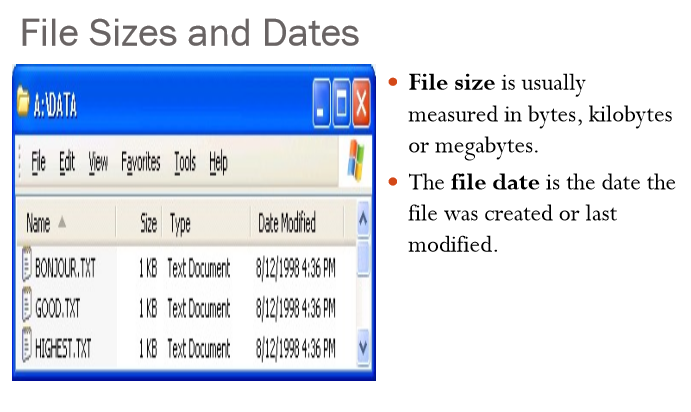 File Sizes and Dates
A:\DATA
File Edit View Favorites Tools Help
Name Size Type Date Modified
BONJOUR.TXT 1 KB Text Document 8/12/1998 4:36 PM
GOOD.TXT 1 KB Text Document 8/12/1998 4:36 PM
HIGHEST.TXT 1 KB Text Document 8/12/1998 4:36 PM
• File size is usually
measured in bytes, kilobytes
or megabytes.
• The file date is the date the
file was created or last
modified.